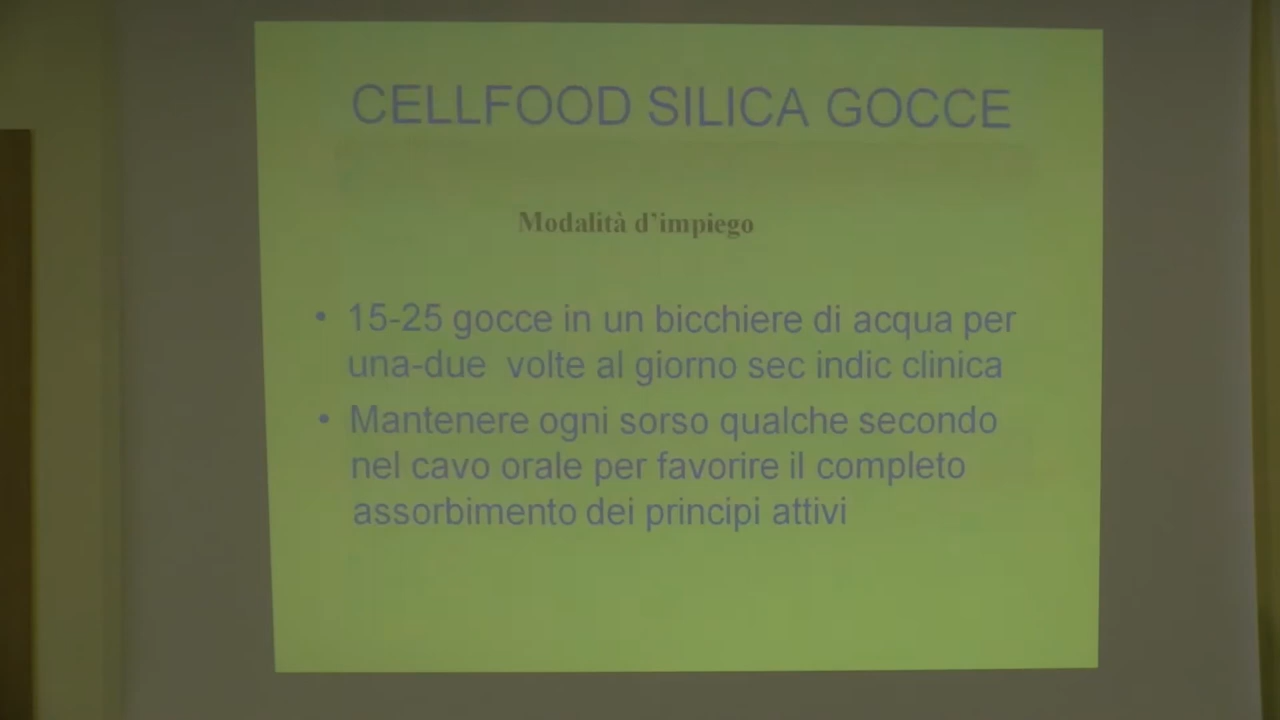 CELLFOOD SILICA GOCCE
Modalità d'impiego
• 15-25 gocce in un bicchiere di acqua per
una-due volte al giorno sec indic clinica
• Mantenere ogni sorso qualche secondo
nel cavo orale per favorire il completo
assorbimento dei principi attivi